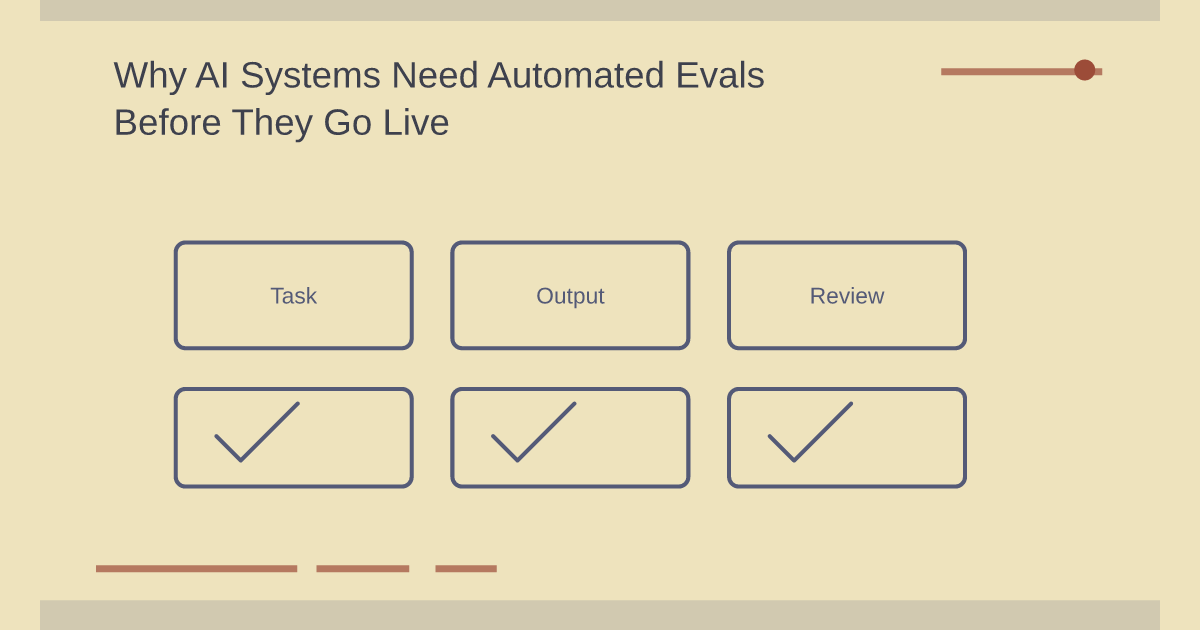 Why AI Systems Need Automated Evals
Before They Go Live
Task
Output
Review